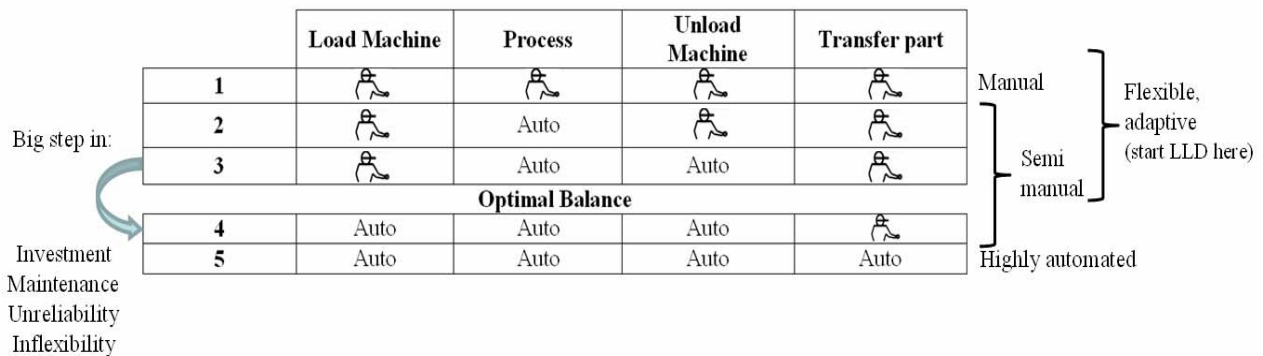 Load Machine Process Unload Machine Transfer part
1 Manual
2 Auto
3 Auto Auto
Optimal Balance
4 Auto Auto Auto
5 Auto Auto Auto Auto Highly automated
Big step in:
Investment
Maintenance
Unreliability
Inflexibility
Semi
manual
Flexible,
adaptive
(start LLD here)